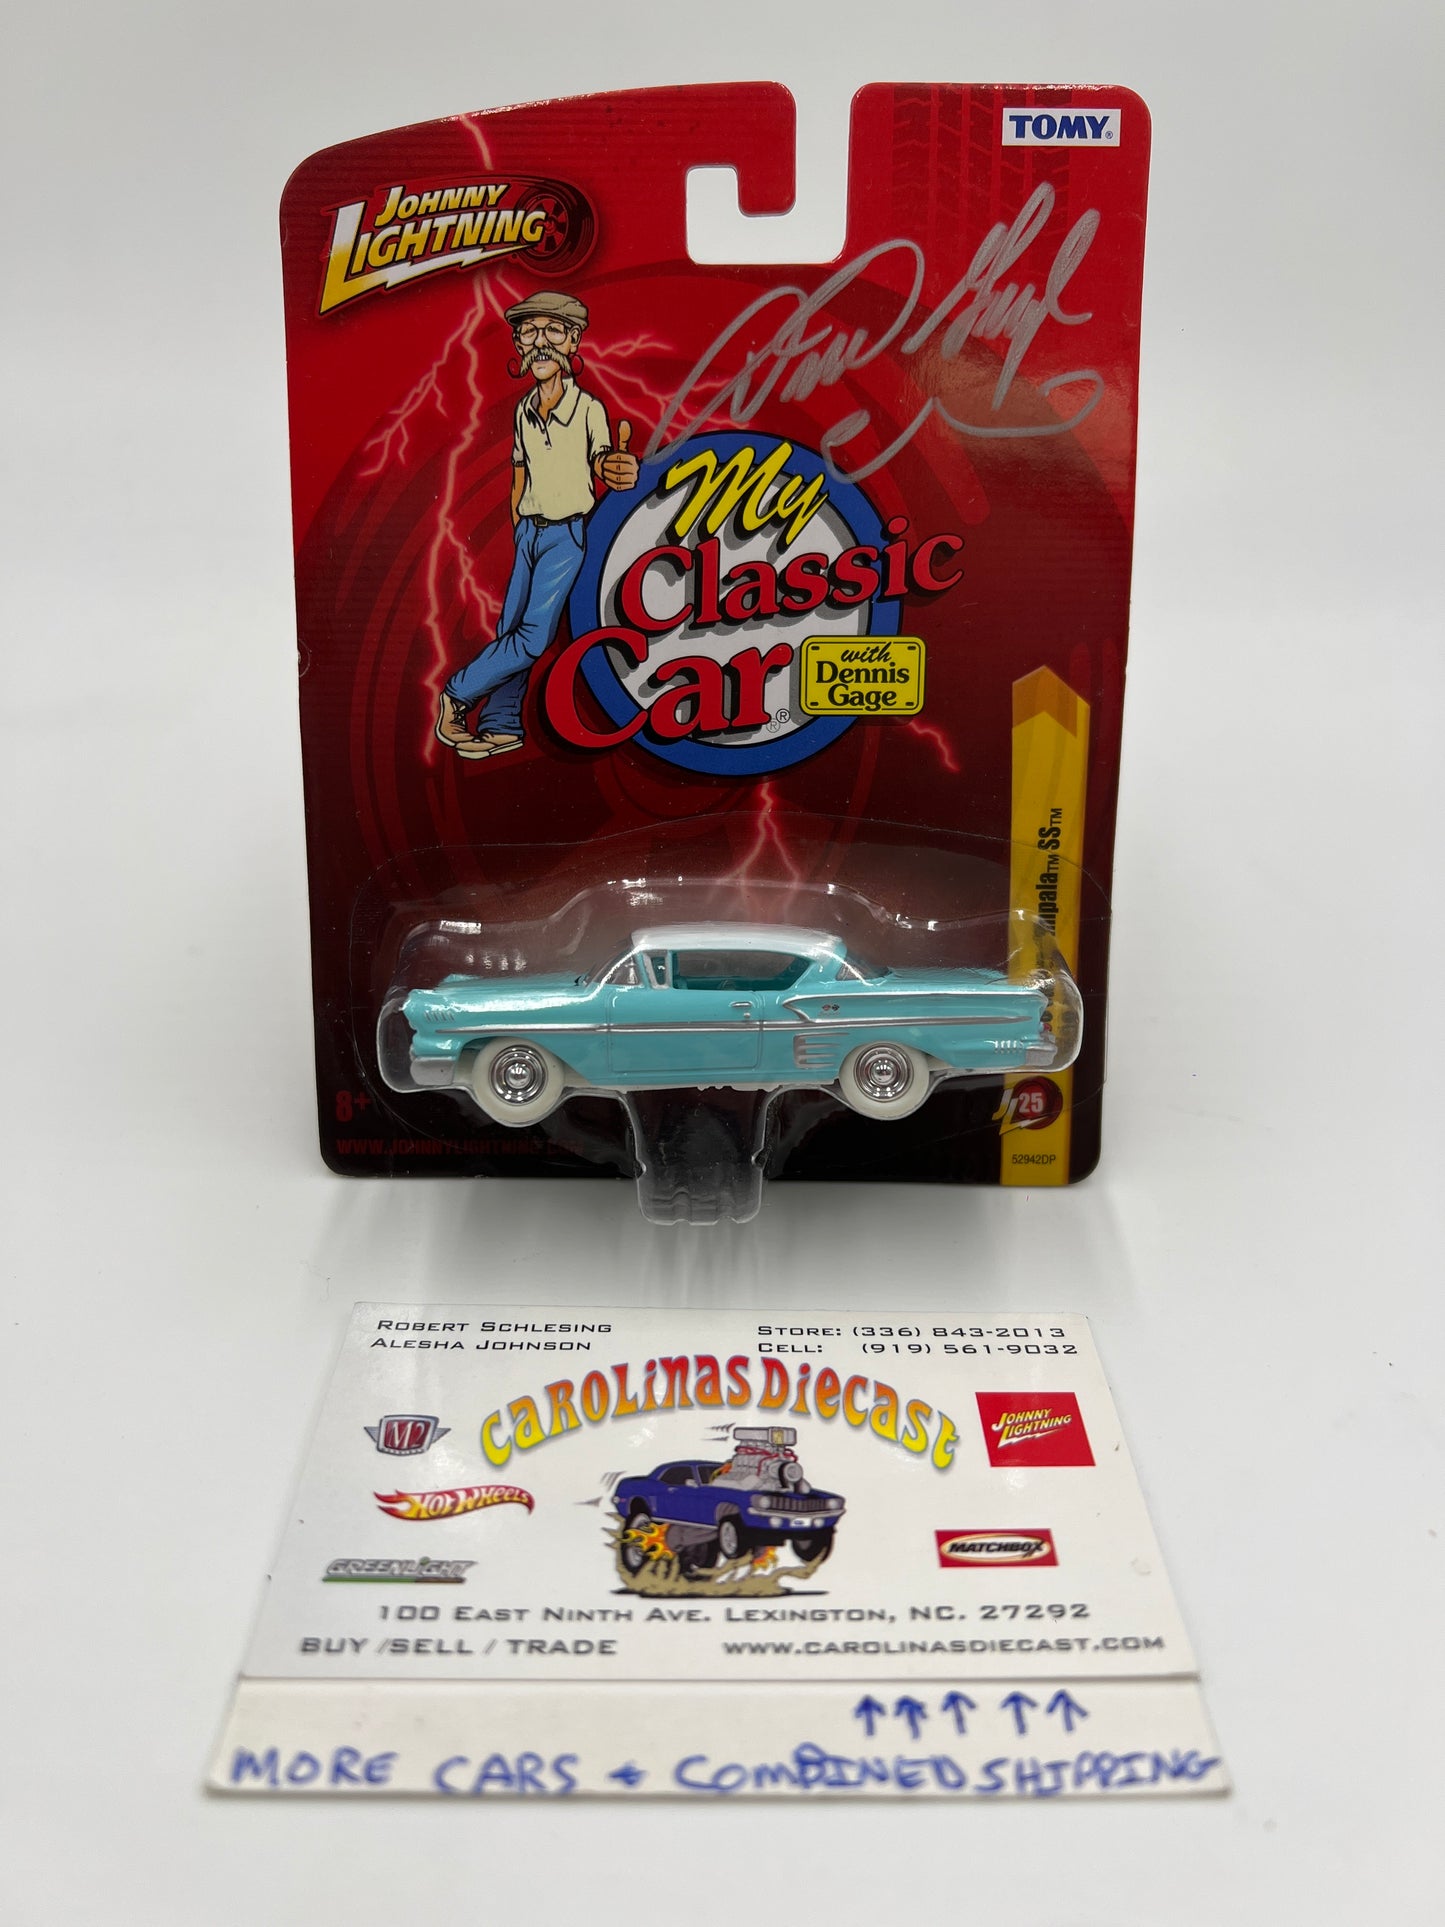 TOMY®
JOHNNY
LIGHTNING
My
Classic
Car®
with
Dennis
Gage
SS™
8+
WWW.JOHNNYLIGHTNING.COM
JL25
52942DP
ROBERT SCHLESING
ALESHA JOHNSON
STORE: (336) 843-2013
CELL: (919) 561-9032
CAROLINAS DIECAST
M2
JOHNNY
LIGHTNING
HOT WHEELS
GREENLIGHT
MATCHBOX
100 EAST NINTH AVE. LEXINGTON, NC. 27292
BUY /SELL / TRADE
WWW.CAROLINASDIECAST.COM
↑↑↑↑↑
MORE CARS + COMBINED SHIPPING